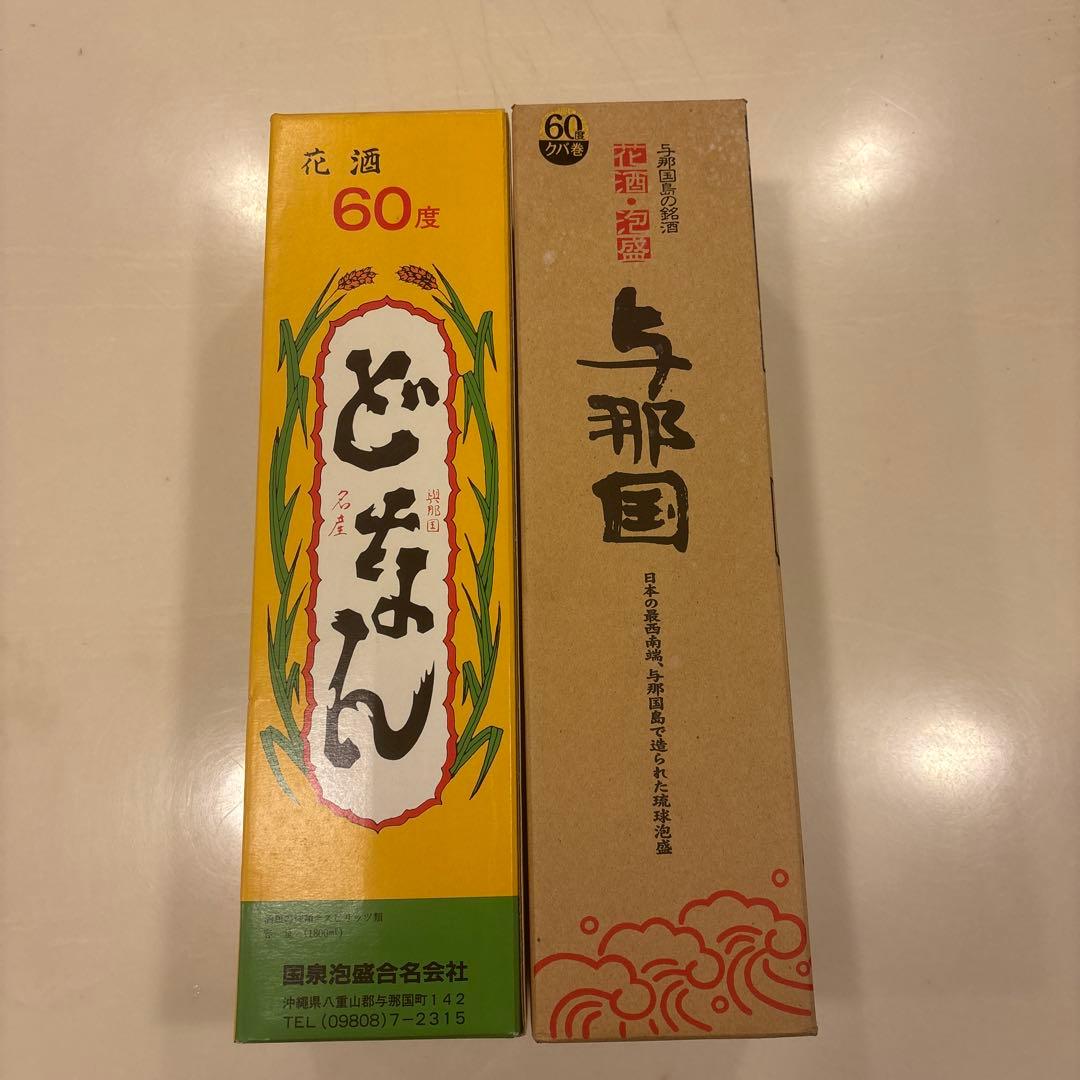 花酒
60度
どなん
與那国
名産
酒類の種類=スピリッツ類
容量 (1800ml)
国泉泡盛合名会社
沖縄県八重山郡与那国町142
TEL(09808)7-2315
60度
クバ巻
与那国島の銘酒
花酒・泡盛
与那国
日本の最西南端、与那国島で造られた琉球泡盛